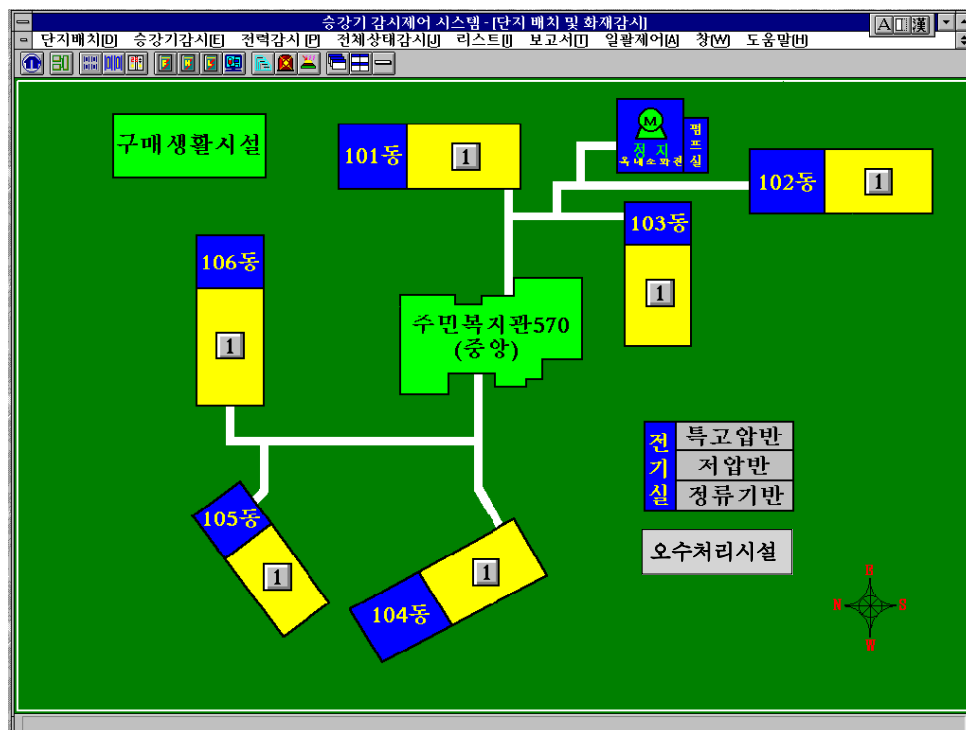 승강기 감시제어 시스템 - [단지 배치 및 화재감시]
A 漢
단지배치[D] 승강기감시[E] 전력감시 [P] 전체상태감시[J] 리스트[I] 보고서[T] 일괄제어[A] 창[W] 도움말[H]
구매생활시설
101동 1
M
정 지
옥내소화전
펌프실
102동 1
103동
1
106동
1
주민복지관570
(중앙)
전기실
특고압반
저압반
정류기반
105동
1
104동 1
오수처리시설
N
S
W